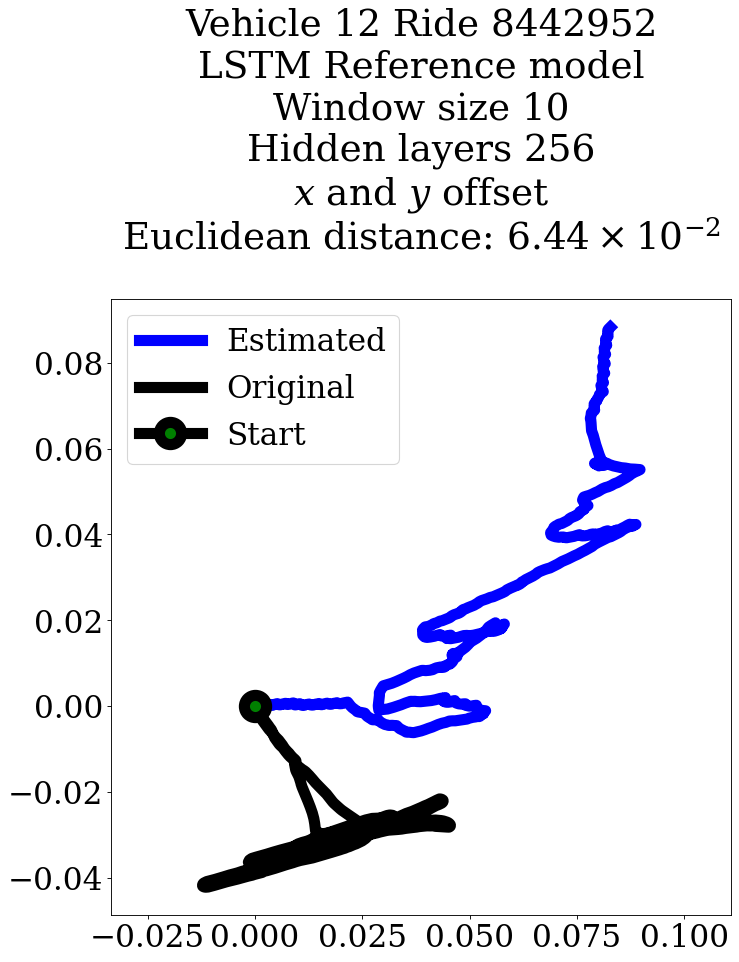 Vehicle 12 Ride 8442952
LSTM Reference model
Window size 10
Hidden layers 256
x and y offset
Euclidean distance: 6.44 × 10⁻²
Estimated
Original
Start
0.08
0.06
0.04
0.02
0.00
−0.02
−0.04
−0.025 0.000 0.025 0.050 0.075 0.100